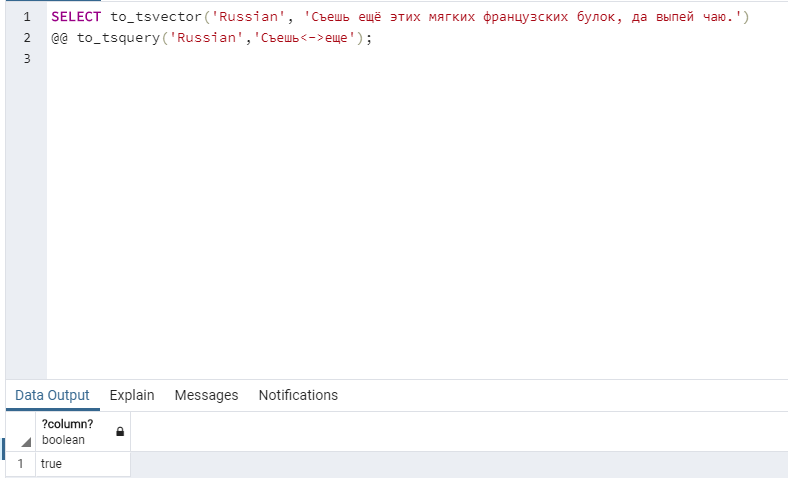 1 SELECT to_tsvector('Russian', 'Съешь ещё этих мягких французских булок, да выпей чаю.')
2 @@ to_tsquery('Russian','Съешь<->еще');
3
Data Output Explain Messages Notifications
?column?
boolean
1 true